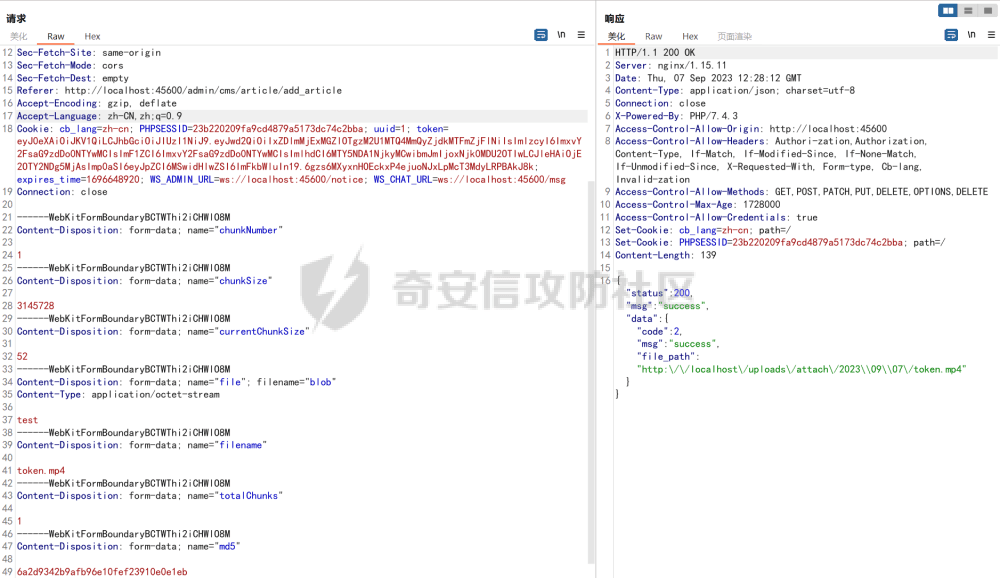 请求
美化 Raw Hex \n
12 Sec-Fetch-Site: same-origin
13 Sec-Fetch-Mode: cors
14 Sec-Fetch-Dest: empty
15 Referer: http://localhost:45600/admin/cms/article/add_article
16 Accept-Encoding: gzip, deflate
17 Accept-Language: zh-CN,zh;q=0.9
18 Cookie: cb_lang=zh-cn; PHPSESSID=23b220209fa9cd4879a5173dc74c2bba; uuid=1; token=
expires_time=1696648920; WS_ADMIN_URL=ws://localhost:45600/notice; WS_CHAT_URL=ws://localhost:45600/msg
19 Connection: close
20
21 ------WebKitFormBoundaryBCTWThi2iCHWIO8M
22 Content-Disposition: form-data; name="chunkNumber"
23
24 1
25 ------WebKitFormBoundaryBCTWThi2iCHWIO8M
26 Content-Disposition: form-data; name="chunkSize"
27
28 3145728
29 ------WebKitFormBoundaryBCTWThi2iCHWIO8M
30 Content-Disposition: form-data; name="currentChunkSize"
31
32 52
33 ------WebKitFormBoundaryBCTWThi2iCHWIO8M
34 Content-Disposition: form-data; name="file"; filename="blob"
35 Content-Type: application/octet-stream
36
37 test
38 ------WebKitFormBoundaryBCTWThi2iCHWIO8M
39 Content-Disposition: form-data; name="filename"
40
41 token.mp4
42 ------WebKitFormBoundaryBCTWThi2iCHWIO8M
43 Content-Disposition: form-data; name="totalChunks"
44
45 1
46 ------WebKitFormBoundaryBCTWThi2iCHWIO8M
47 Content-Disposition: form-data; name="md5"
48
49 6a2d9342b9afb96e10fef23910e0e1eb
响应
美化 Raw Hex 页面渲染 \n
1 HTTP/1.1 200 OK
2 Server: nginx/1.15.11
3 Date: Thu, 07 Sep 2023 12:28:12 GMT
4 Content-Type: application/json; charset=utf-8
5 Connection: close
6 X-Powered-By: PHP/7.4.3
7 Access-Control-Allow-Origin: http://localhost:45600
8 Access-Control-Allow-Headers: Authori-zation,Authorization,
Content-Type, If-Match, If-Modified-Since, If-None-Match,
If-Unmodified-Since, X-Requested-With, Form-type, Cb-lang,
Invalid-zation
9 Access-Control-Allow-Methods: GET,POST,PATCH,PUT,DELETE,OPTIONS,DELETE
10 Access-Control-Max-Age: 1728000
11 Access-Control-Allow-Credentials: true
12 Set-Cookie: cb_lang=zh-cn; path=/
13 Set-Cookie: PHPSESSID=23b220209fa9cd4879a5173dc74c2bba; path=/
14 Content-Length: 139
15
16 {
"status":200,
"msg":"success",
"data":{
"code":2,
"msg":"success",
"file_path":
"http:\/\/localhost\/uploads\/attach\/2023\\09\\07\/token.mp4"
}
}
奇安信攻防社区